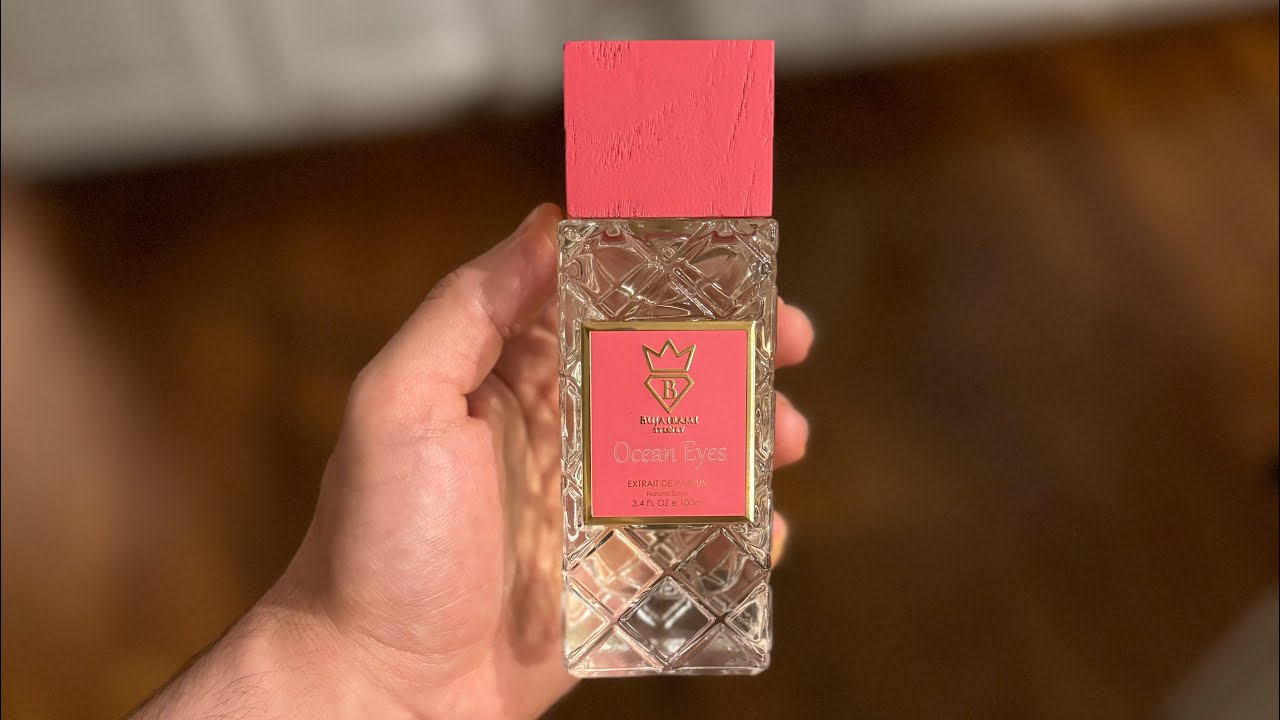 B
BUJAIRAMI
SYDNEY
Ocean Eyes
EXTRAIT DE PARFUM
Natural Spray
3.4 FL OZ e 100ml